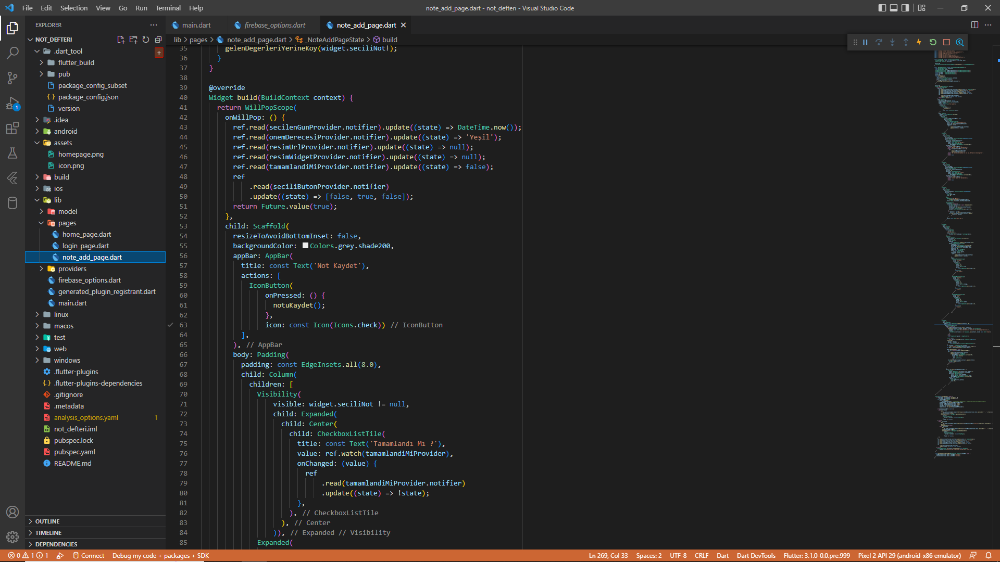 File Edit Selection View Go Run Terminal Help
note_add_page.dart - not_defteri - Visual Studio Code
EXPLORER
NOT_DEFTERI
.dart_tool
flutter_build
pub
package_config_subset
package_config.json
version
.idea
android
assets
homepage.png
icon.png
build
ios
lib
model
pages
home_page.dart
login_page.dart
note_add_page.dart
providers
firebase_options.dart
generated_plugin_registrant.dart
main.dart
linux
macos
test
web
windows
.flutter-plugins
.flutter-plugins-dependencies
.gitignore
.metadata
analysis_options.yaml 1
not_defteri.iml
pubspec.lock
pubspec.yaml
README.md
OUTLINE
TIMELINE
DEPENDENCIES
main.dart firebase_options.dart note_add_page.dart
lib > pages > note_add_page.dart > _NoteAddPageState > build
35 gelenDegerleriYerineKoy(widget.seciliNot!);
36 }
37 }
38
39 @override
40 Widget build(BuildContext context) {
41 return WillPopScope(
42 onWillPop: () {
43 ref.read(secilenGunProvider.notifier).update((state) => DateTime.now());
44 ref.read(onemDerecesiProvider.notifier).update((state) => 'Yeşil');
45 ref.read(resimUrlProvider.notifier).update((state) => null);
46 ref.read(resimWidgetProvider.notifier).update((state) => null);
47 ref.read(tamamlandiMiProvider.notifier).update((state) => false);
48 ref
49 .read(seciliButonProvider.notifier)
50 .update((state) => [false, true, false]);
51 return Future.value(true);
52 },
53 child: Scaffold(
54 resizeToAvoidBottomInset: false,
55 backgroundColor: Colors.grey.shade200,
56 appBar: AppBar(
57 title: const Text('Not Kaydet'),
58 actions: [
59 IconButton(
60 onPressed: () {
61 notuKaydet();
62 },
63 icon: const Icon(Icons.check)) // IconButton
64 ],
65 ), // AppBar
66 body: Padding(
67 padding: const EdgeInsets.all(8.0),
68 child: Column(
69 children: [
70 Visibility(
71 visible: widget.seciliNot != null,
72 child: Expanded(
73 child: Center(
74 child: CheckboxListTile(
75 title: const Text('Tamamlandı Mı ?'),
76 value: ref.watch(tamamlandiMiProvider),
77 onChanged: (value) {
78 ref
79 .read(tamamlandiMiProvider.notifier)
80 .update((state) => !state);
81 },
82 ), // CheckboxListTile
83 ), // Center
84 )), // Expanded // Visibility
85 Expanded(
1
0 1 1 Connect Debug my code + packages + SDK Ln 269, Col 33 Spaces: 2 UTF-8 CRLF Dart Dart DevTools Flutter: 3.1.0-0.0.pre.999 Pixel 2 API 29 (android-x86 emulator)